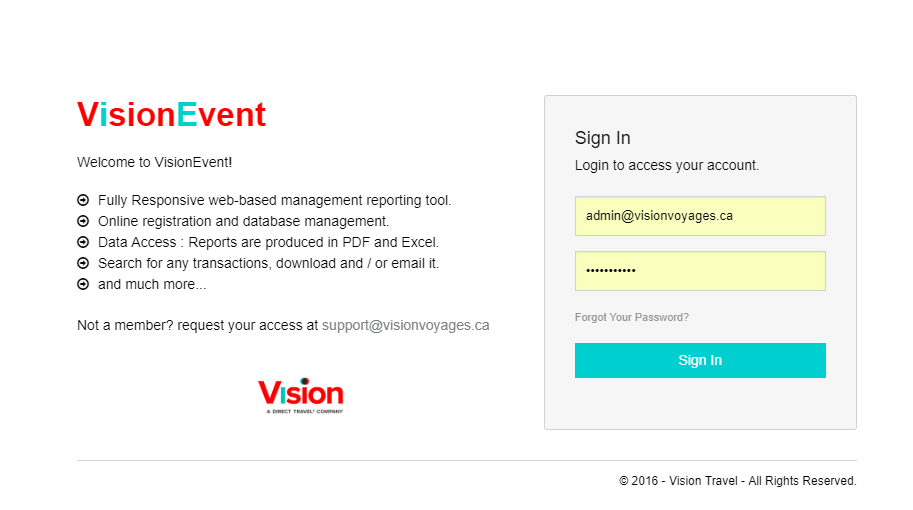 VisionEvent
Welcome to VisionEvent!
Fully Responsive web-based management reporting tool.
Online registration and database management.
Data Access : Reports are produced in PDF and Excel.
Search for any transactions, download and / or email it.
and much more...
Not a member? request your access at support@visionvoyages.ca
Vision
A DIRECT TRAVEL® COMPANY
Sign In
Login to access your account.
admin@visionvoyages.ca
•••••••••••
Forgot Your Password?
Sign In
© 2016 - Vision Travel - All Rights Reserved.